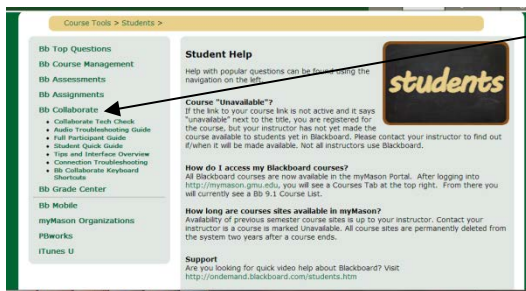 Course Tools > Students >
Bb Top Questions
Bb Course Management
Bb Assessments
Bb Assignments
Bb Collaborate
Collaborate Tech Check
Audio Troubleshooting Guide
Full Participant Guide
Student Quick Guide
Tips and Interface Overview
Connection Troubleshooting
Bb Collaborate Keyboard
Shortcuts
Bb Grade Center
Bb Mobile
myMason Organizations
PBworks
iTunes U
Student Help
Help with popular questions can be found using the
navigation on the left.
students
Course "Unavailable"?
If the link to your course link is not active and it says
"unavailable" next to the title, you are registered for
the course, but your instructor has not yet made the
course available to students yet in Blackboard. Please contact your instructor to find out
if/when it will be made available. Not all instructors use Blackboard.
How do I access my Blackboard courses?
All Blackboard courses are now available in the myMason Portal. After logging into
http://mymason.gmu.edu, you will see a Courses Tab at the top right. From there you
will currently see a Bb 9.1 Course List.
How long are courses sites available in myMason?
Availability of previous semester course sites is up to your instructor. Contact your
instructor is a course is marked Unavailable. All course sites are permanently deleted from
the system two years after a course ends.
Support
Are you looking for quick video help about Blackboard? Visit
http://ondemand.blackboard.com/students.htm